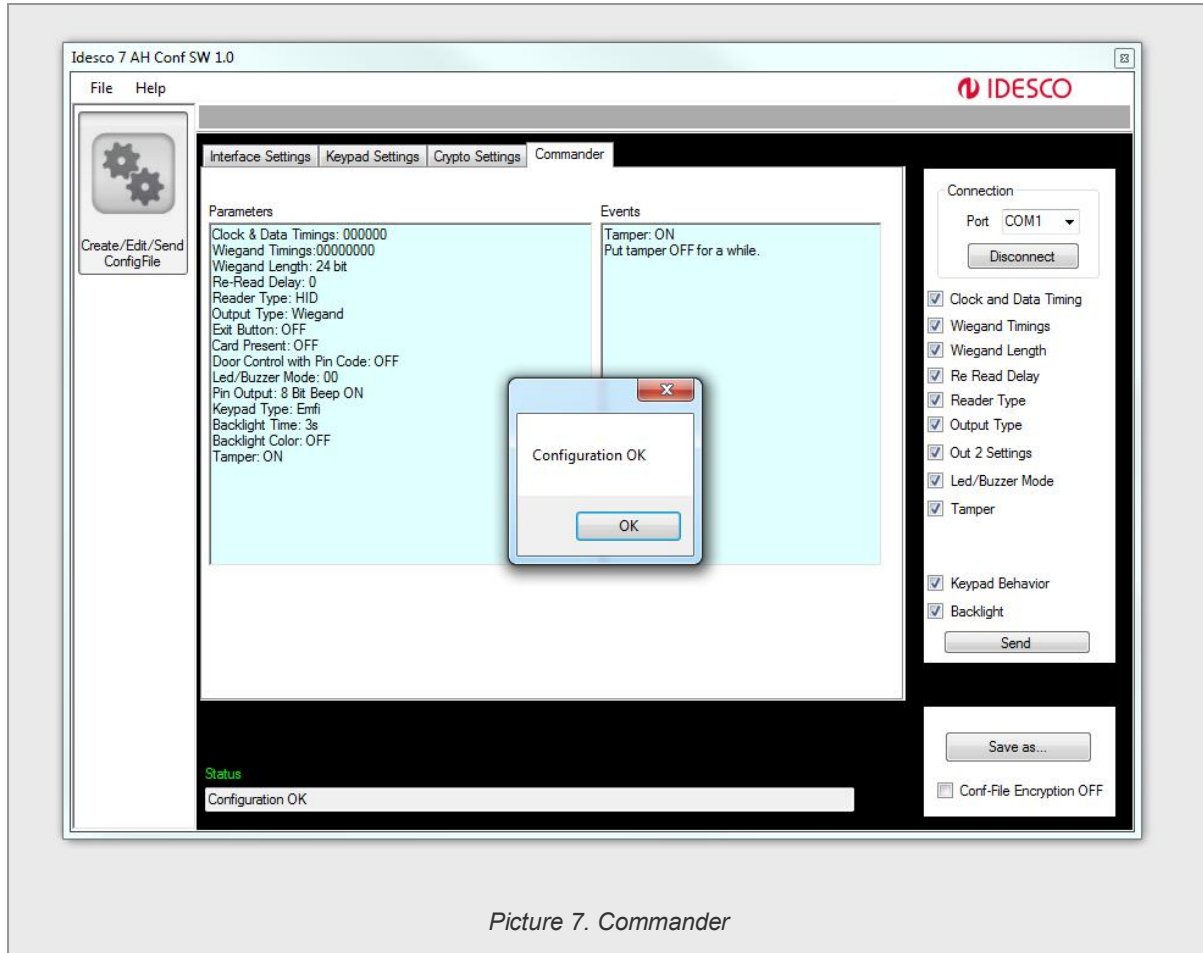 Idesco 7 AH Conf SW 1.0
File Help
IDESCO
Create/Edit/Send
ConfigFile
Interface Settings Keypad Settings Crypto Settings Commander
Parameters
Clock & Data Timings: 000000
Wiegand Timings:00000000
Wiegand Length: 24 bit
Re-Read Delay: 0
Reader Type: HID
Output Type: Wiegand
Exit Button: OFF
Card Present: OFF
Door Control with Pin Code: OFF
Led/Buzzer Mode: 00
Pin Output: 8 Bit Beep ON
Keypad Type: Emfi
Backlight Time: 3s
Backlight Color: OFF
Tamper: ON
Events
Tamper: ON
Put tamper OFF for a while.
Configuration OK
OK
Connection
Port COM1
Disconnect
Clock and Data Timing
Wiegand Timings
Wiegand Length
Re Read Delay
Reader Type
Output Type
Out 2 Settings
Led/Buzzer Mode
Tamper
Keypad Behavior
Backlight
Send
Save as...
Conf-File Encryption OFF
Status
Configuration OK
Picture 7. Commander